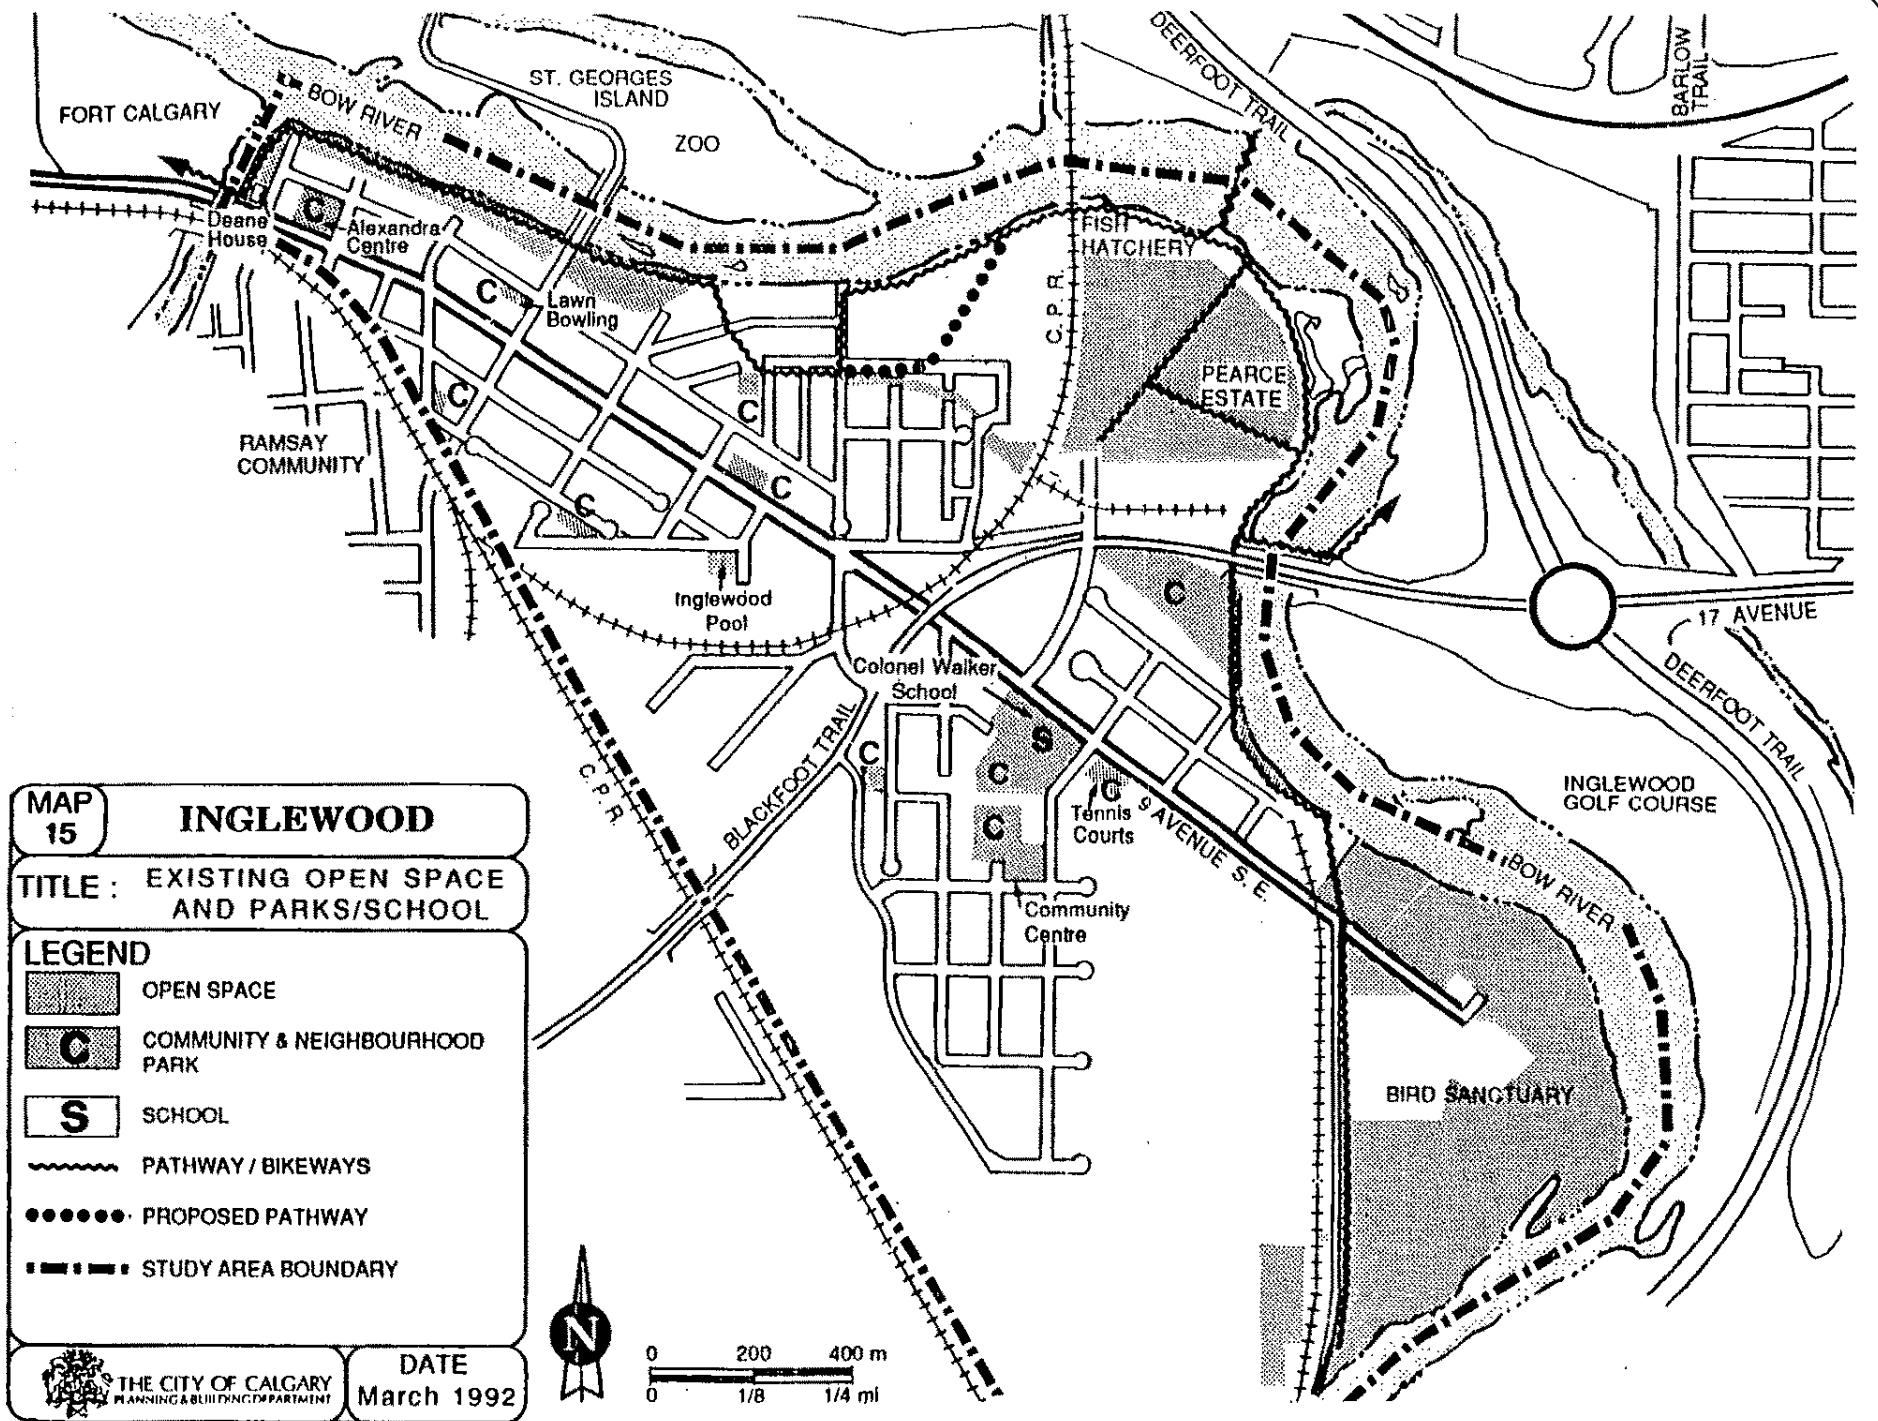 DEERFOOT TRAIL
BARLOW
TRAIL
FORT CALGARY
BOW RIVER
ST. GEORGES
ISLAND
ZOO
Deane
House
C
Alexandra
Centre
FISH
HATCHERY
C
Lawn
Bowling
C. P. R.
PEARCE
ESTATE
C
C
RAMSAY
COMMUNITY
C
C
Inglewood
Pool
C
17 AVENUE
DEERFOOT TRAIL
Colonel Walker
School
S
C
C
C
Tennis
Courts
C
9 AVENUE S. E.
BLACKFOOT TRAIL
C. P. R.
INGLEWOOD
GOLF COURSE
BOW RIVER
Community
Centre
BIRD SANCTUARY
MAP
15
INGLEWOOD
TITLE : EXISTING OPEN SPACE
AND PARKS/SCHOOL
LEGEND
OPEN SPACE
C COMMUNITY & NEIGHBOURHOOD
PARK
S SCHOOL
PATHWAY / BIKEWAYS
PROPOSED PATHWAY
STUDY AREA BOUNDARY
THE CITY OF CALGARY
PLANNING & BUILDING DEPARTMENT
DATE
March 1992
N
0 200 400 m
0 1/8 1/4 mi